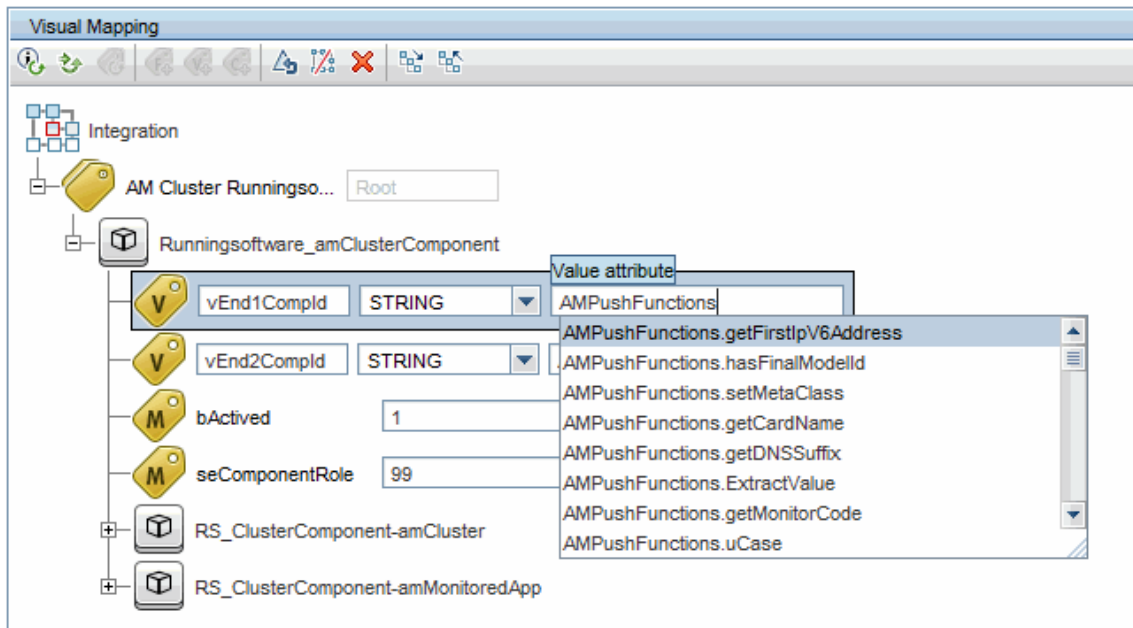 Visual Mapping
Integration
AM Cluster Runningso... Root
Runningsoftware_amClusterComponent
Value attribute
V vEnd1CompId STRING AMPushFunctions
AMPushFunctions.getFirstIpV6Address
V vEnd2CompId STRING AMPushFunctions.hasFinalModelId
AMPushFunctions.setMetaClass
M bActived 1 AMPushFunctions.getCardName
AMPushFunctions.getDNSSuffix
M seComponentRole 99 AMPushFunctions.ExtractValue
AMPushFunctions.getMonitorCode
RS_ClusterComponent-amCluster
AMPushFunctions.uCase
RS_ClusterComponent-amMonitoredApp